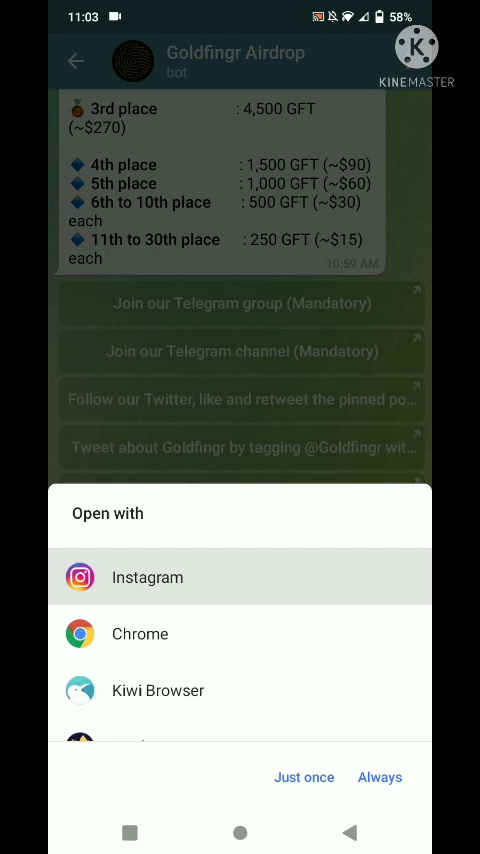 11:03
58%
Goldfingr Airdrop
bot
K
KINEMASTER
3rd place : 4,500 GFT
(~$270)
4th place : 1,500 GFT (~$90)
5th place : 1,000 GFT (~$60)
6th to 10th place : 500 GFT (~$30)
each
11th to 30th place : 250 GFT (~$15)
each
10:59 AM
Join our Telegram group (Mandatory)
Join our Telegram channel (Mandatory)
Follow our Twitter, like and retweet the pinned po...
Tweet about Goldfingr by tagging @Goldfingr wit...
Open with
Instagram
Chrome
Kiwi Browser
Just once Always